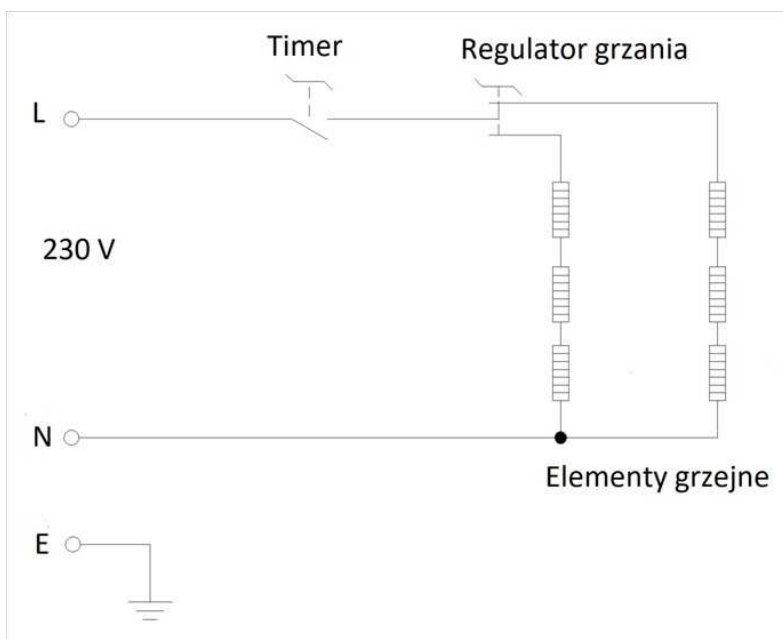 Timer
Regulator grzania
L
230 V
N
Elementy grzejne
E